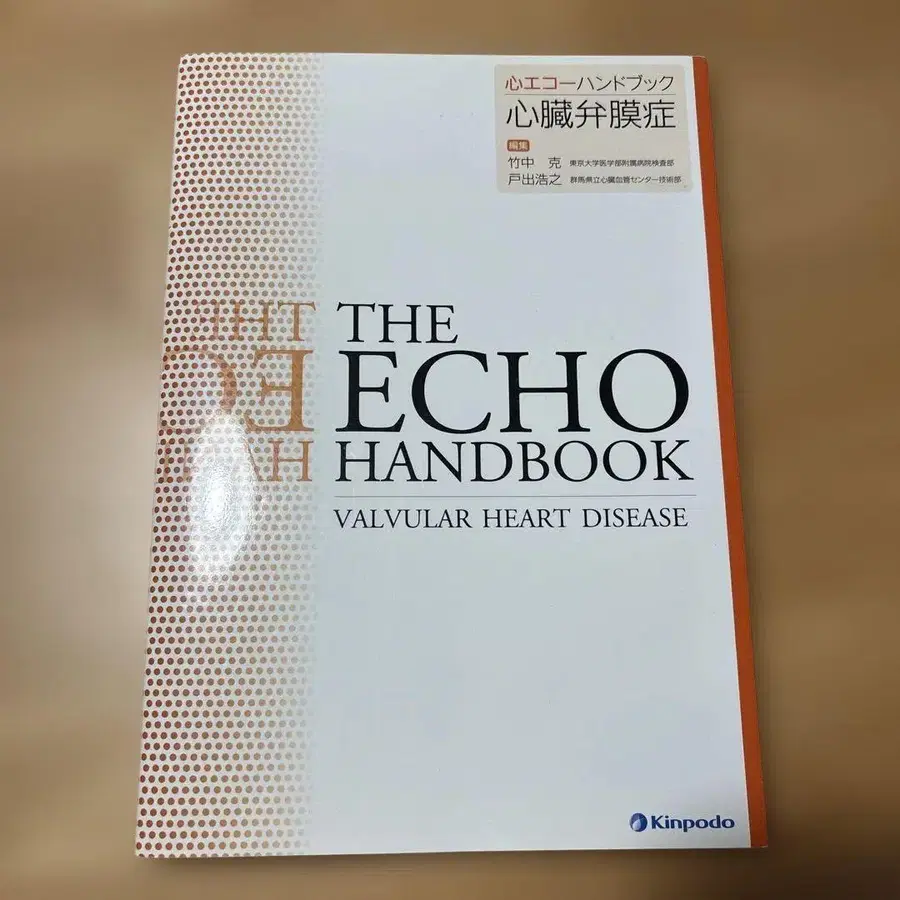 心エコーハンドブック
心臓弁膜症
編集
竹中 克 東京大学医学部附属病院検査部
戸出浩之 群馬県立心臓血管センター技術部
THE
ECHO
HANDBOOK
VALVULAR HEART DISEASE
Kinpodo